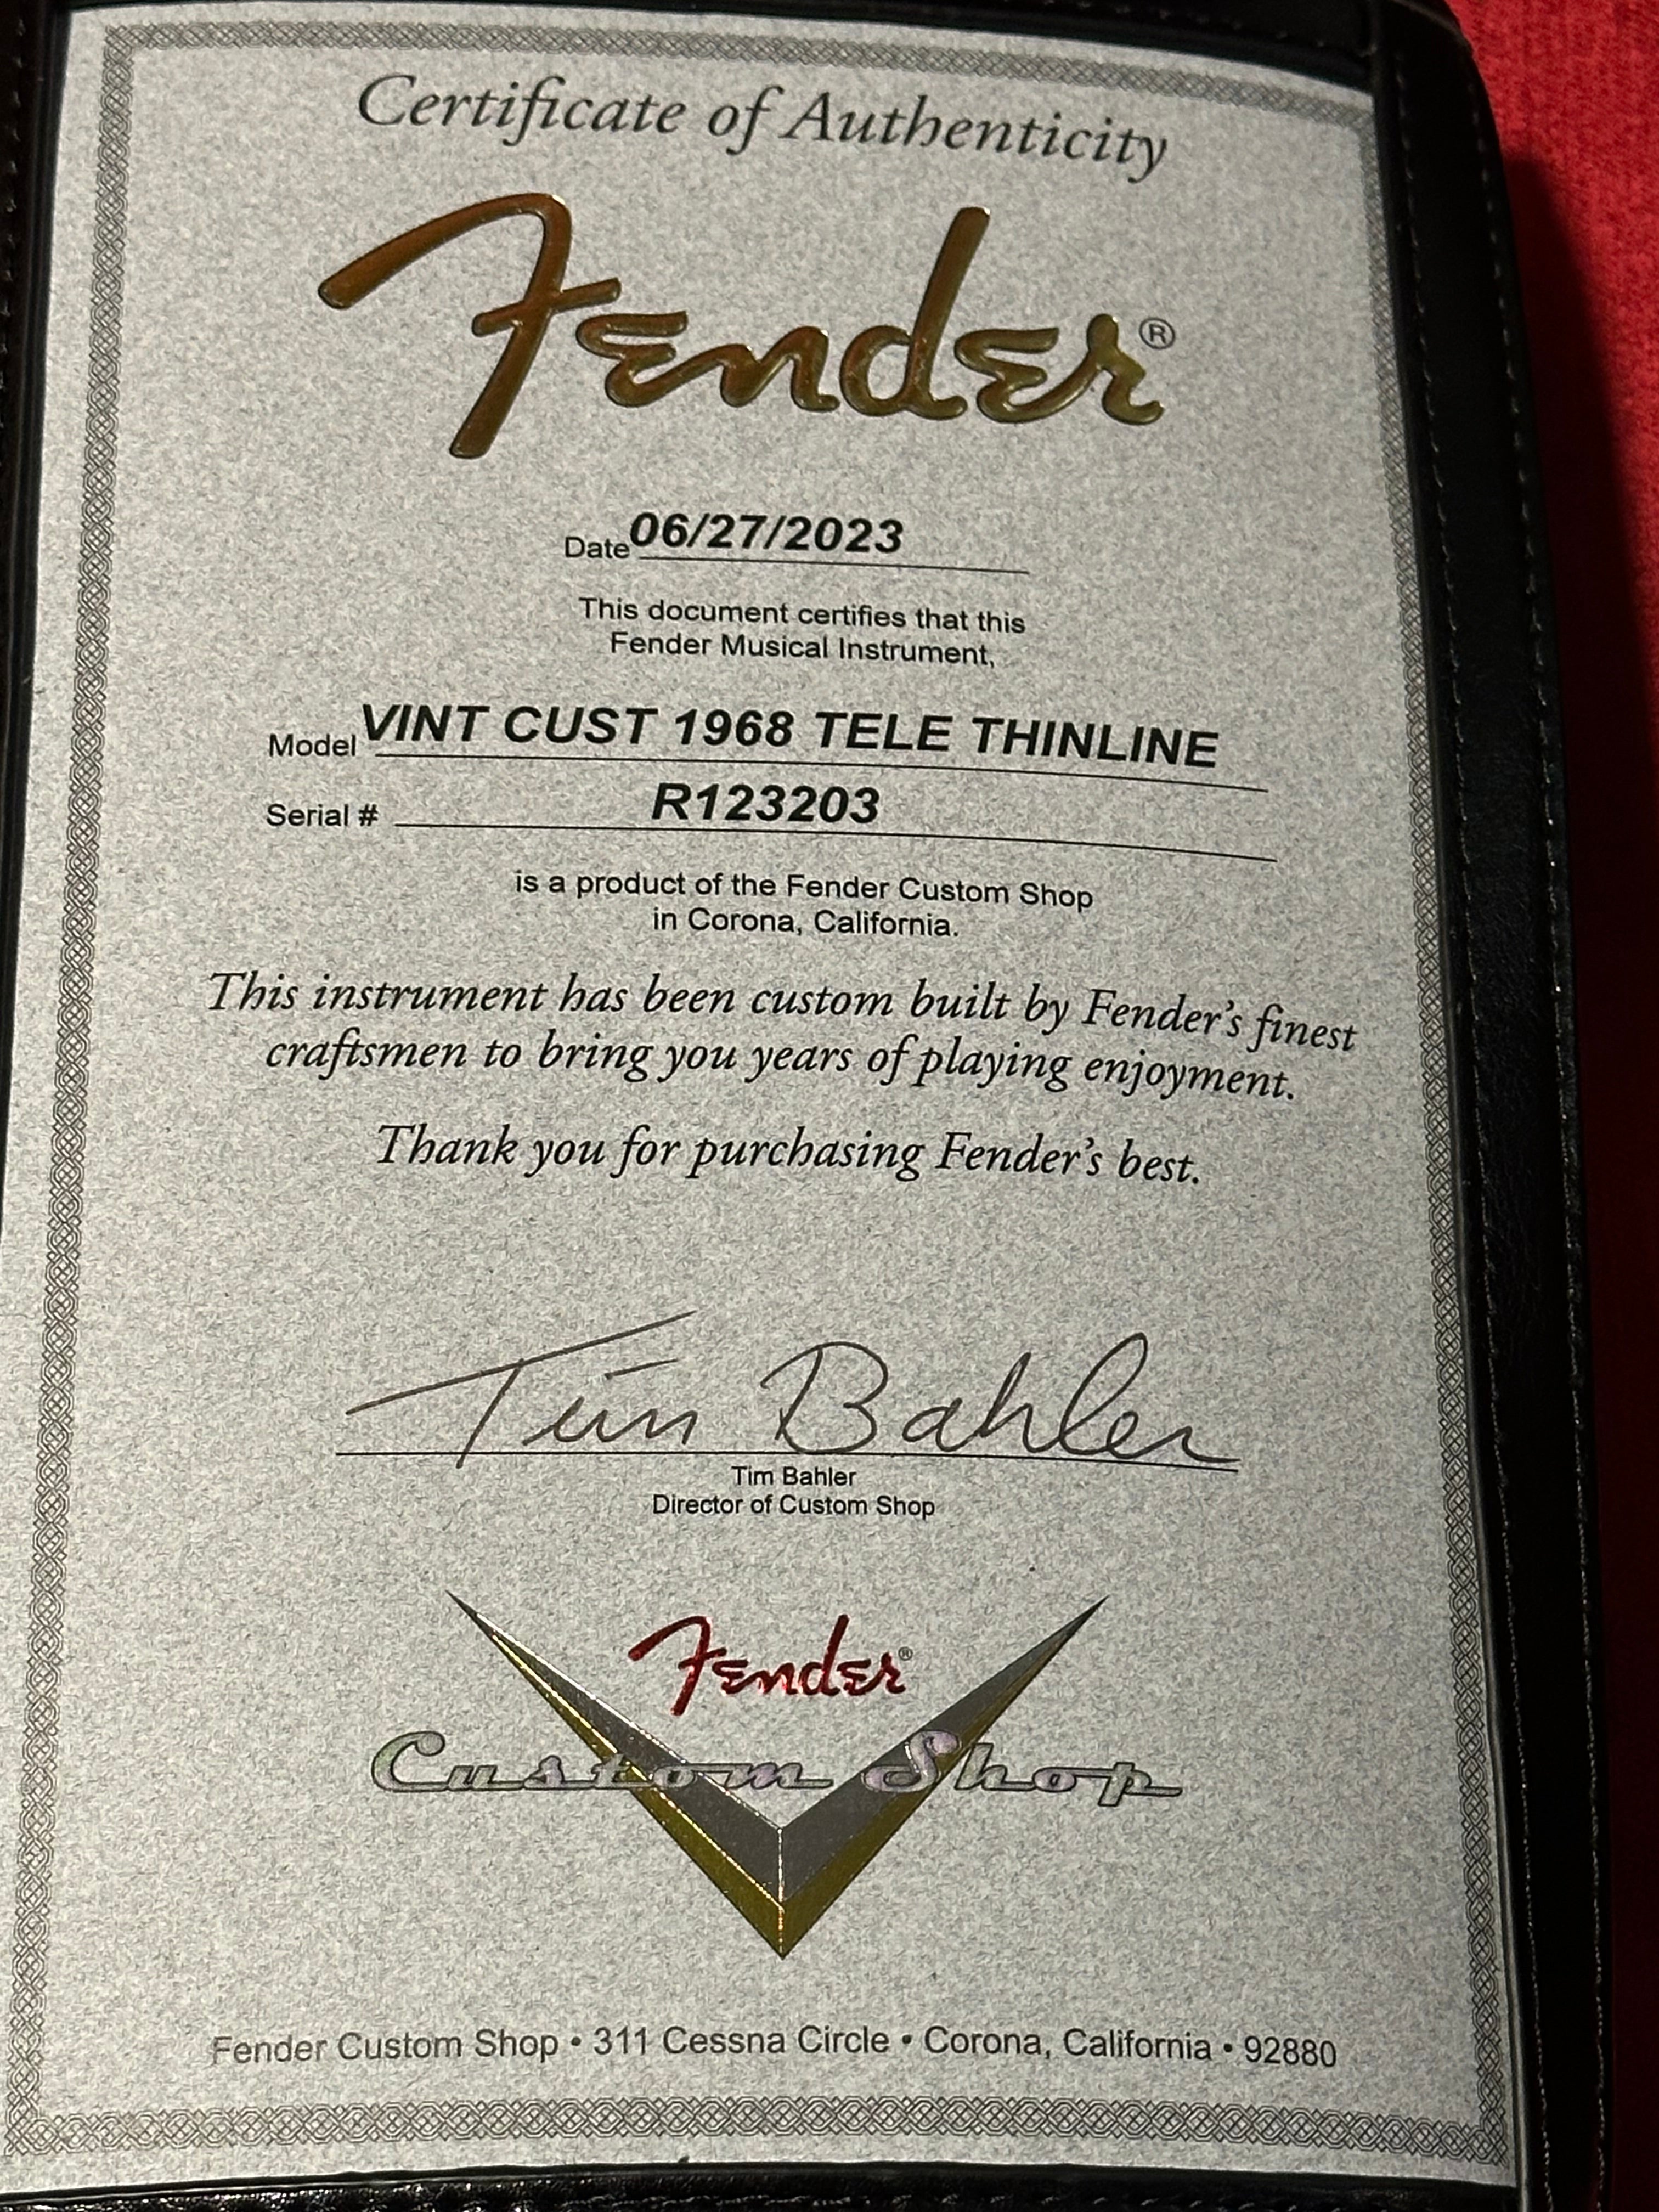 Certificate of Authenticity
Fender®
Date 06/27/2023
This document certifies that this
Fender Musical Instrument,
Model VINT CUST 1968 TELE THINLINE
Serial # R123203
is a product of the Fender Custom Shop
in Corona, California.
This instrument has been custom built by Fender's finest
craftsmen to bring you years of playing enjoyment.
Thank you for purchasing Fender's best.
Tim Bahler
Tim Bahler
Director of Custom Shop
Fender®
Custom Shop
Fender Custom Shop • 311 Cessna Circle • Corona, California • 92880